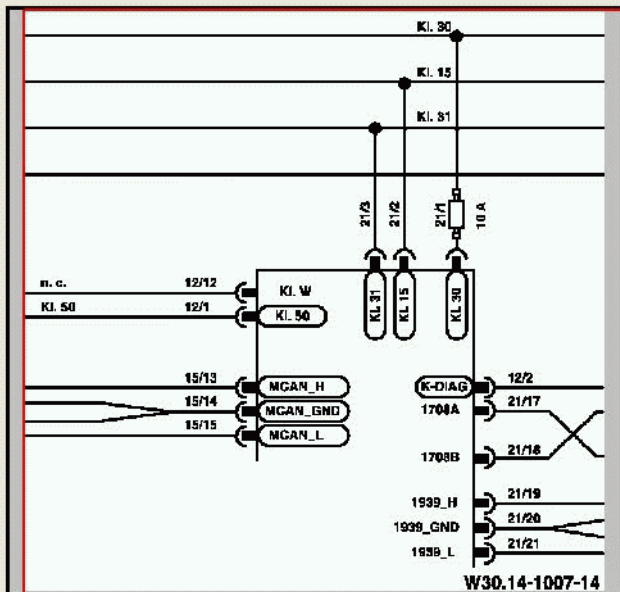 Kl. 30
Kl. 15
Kl. 31
21/3
21/2
21/1
10 A
n. c.
12/12
Kl. W
Kl. 50
12/1
Kl. 50
Kl. 31
Kl. 15
Kl. 30
15/13
MCAN_H
15/14
MCAN_GND
15/15
MCAN_L
K-DIAG
12/2
1708A
21/17
1708B
21/18
1939_H
21/19
1939_GND
21/20
1939_L
21/21
W30.14-1007-14